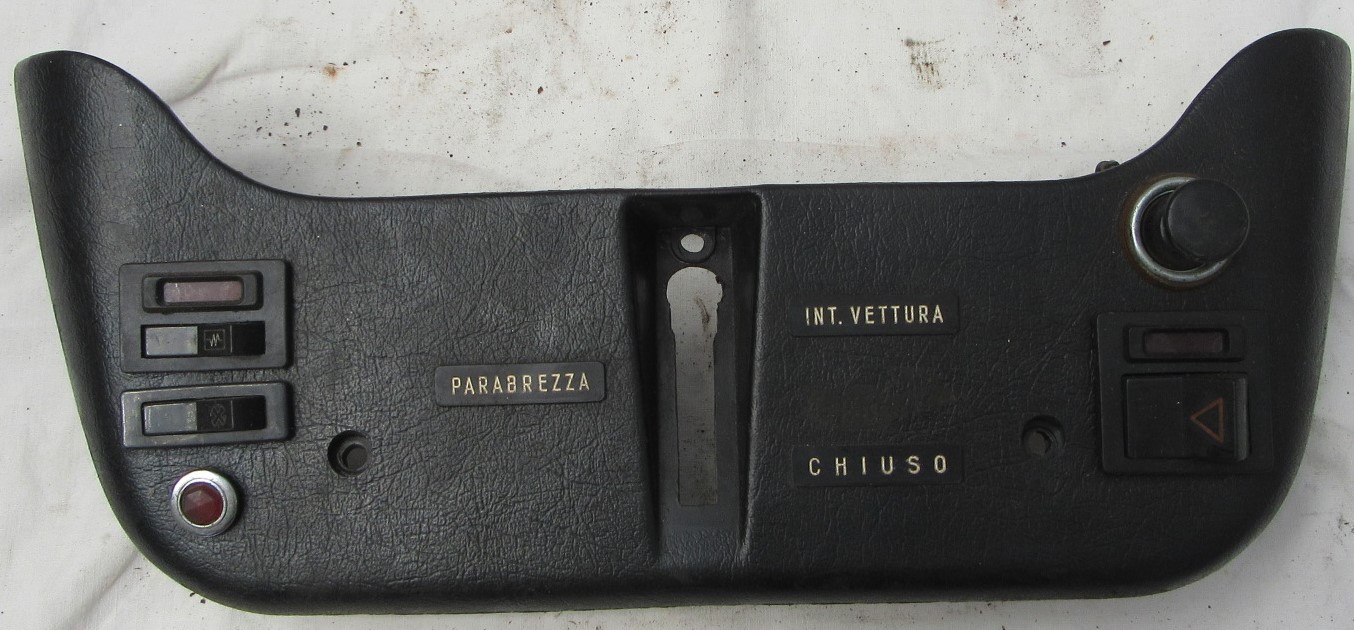 INT. VETTURA
PARABREZZA
CHIUSO